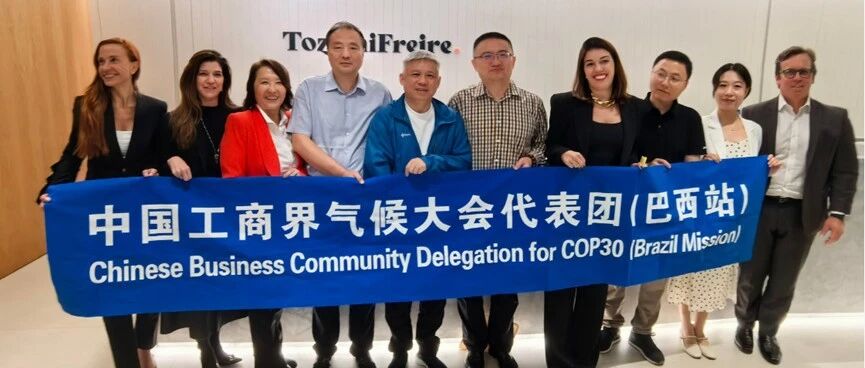 TozziniFreire.
中国工商界气候大会代表团(巴西站)
Chinese Business Community Delegation for COP30 (Brazil Mission)